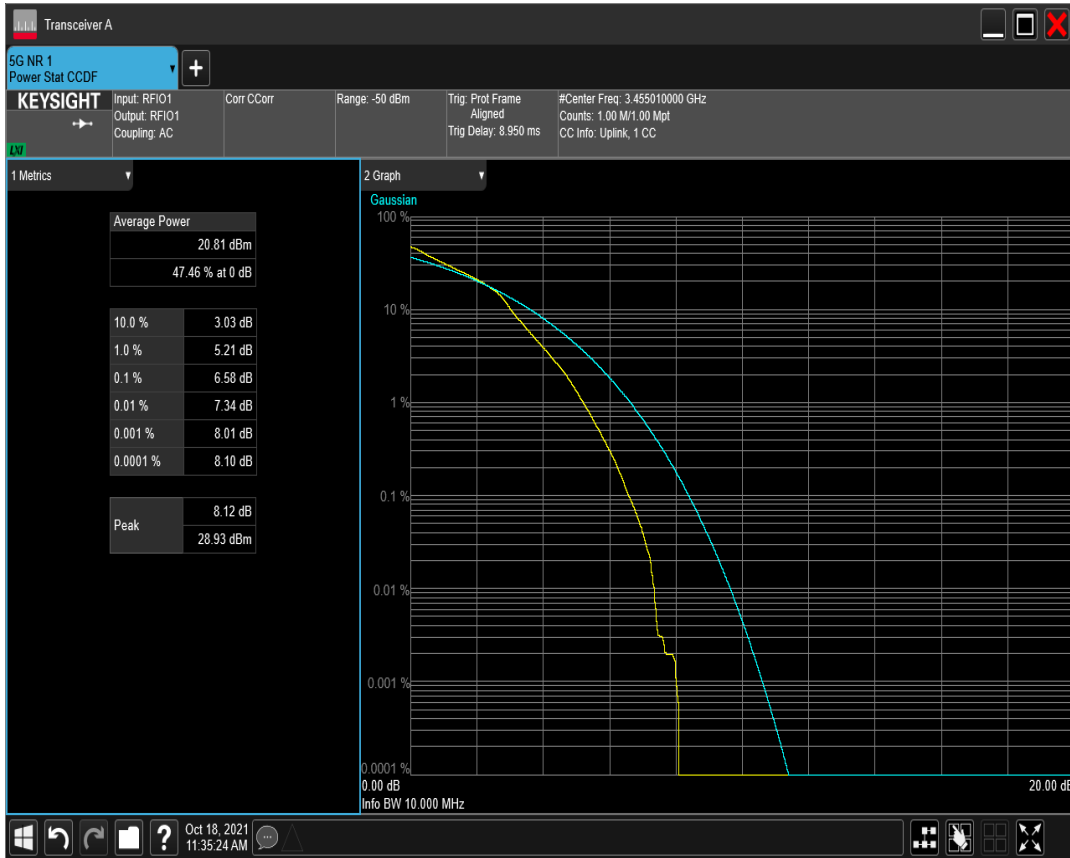 Transceiver A
5G NR 1
Power Stat CCDF
KEYSIGHT
LXI
Input: RFIO1
Output: RFIO1
Coupling: AC
Corr CCorr
Range: -50 dBm
Trig: Prot Frame
Aligned
Trig Delay: 8.950 ms
#Center Freq: 3.455010000 GHz
Counts: 1.00 M/1.00 Mpt
CC Info: Uplink, 1 CC
1 Metrics
Average Power
20.81 dBm
47.46 % at 0 dB
10.0 % 3.03 dB
1.0 % 5.21 dB
0.1 % 6.58 dB
0.01 % 7.34 dB
0.001 % 8.01 dB
0.0001 % 8.10 dB
Peak
8.12 dB
28.93 dBm
2 Graph
Gaussian
100 %
10 %
1 %
0.1 %
0.01 %
0.001 %
0.0001 %
0.00 dB 20.00 dB
Info BW 10.000 MHz
Oct 18, 2021
11:35:24 AM